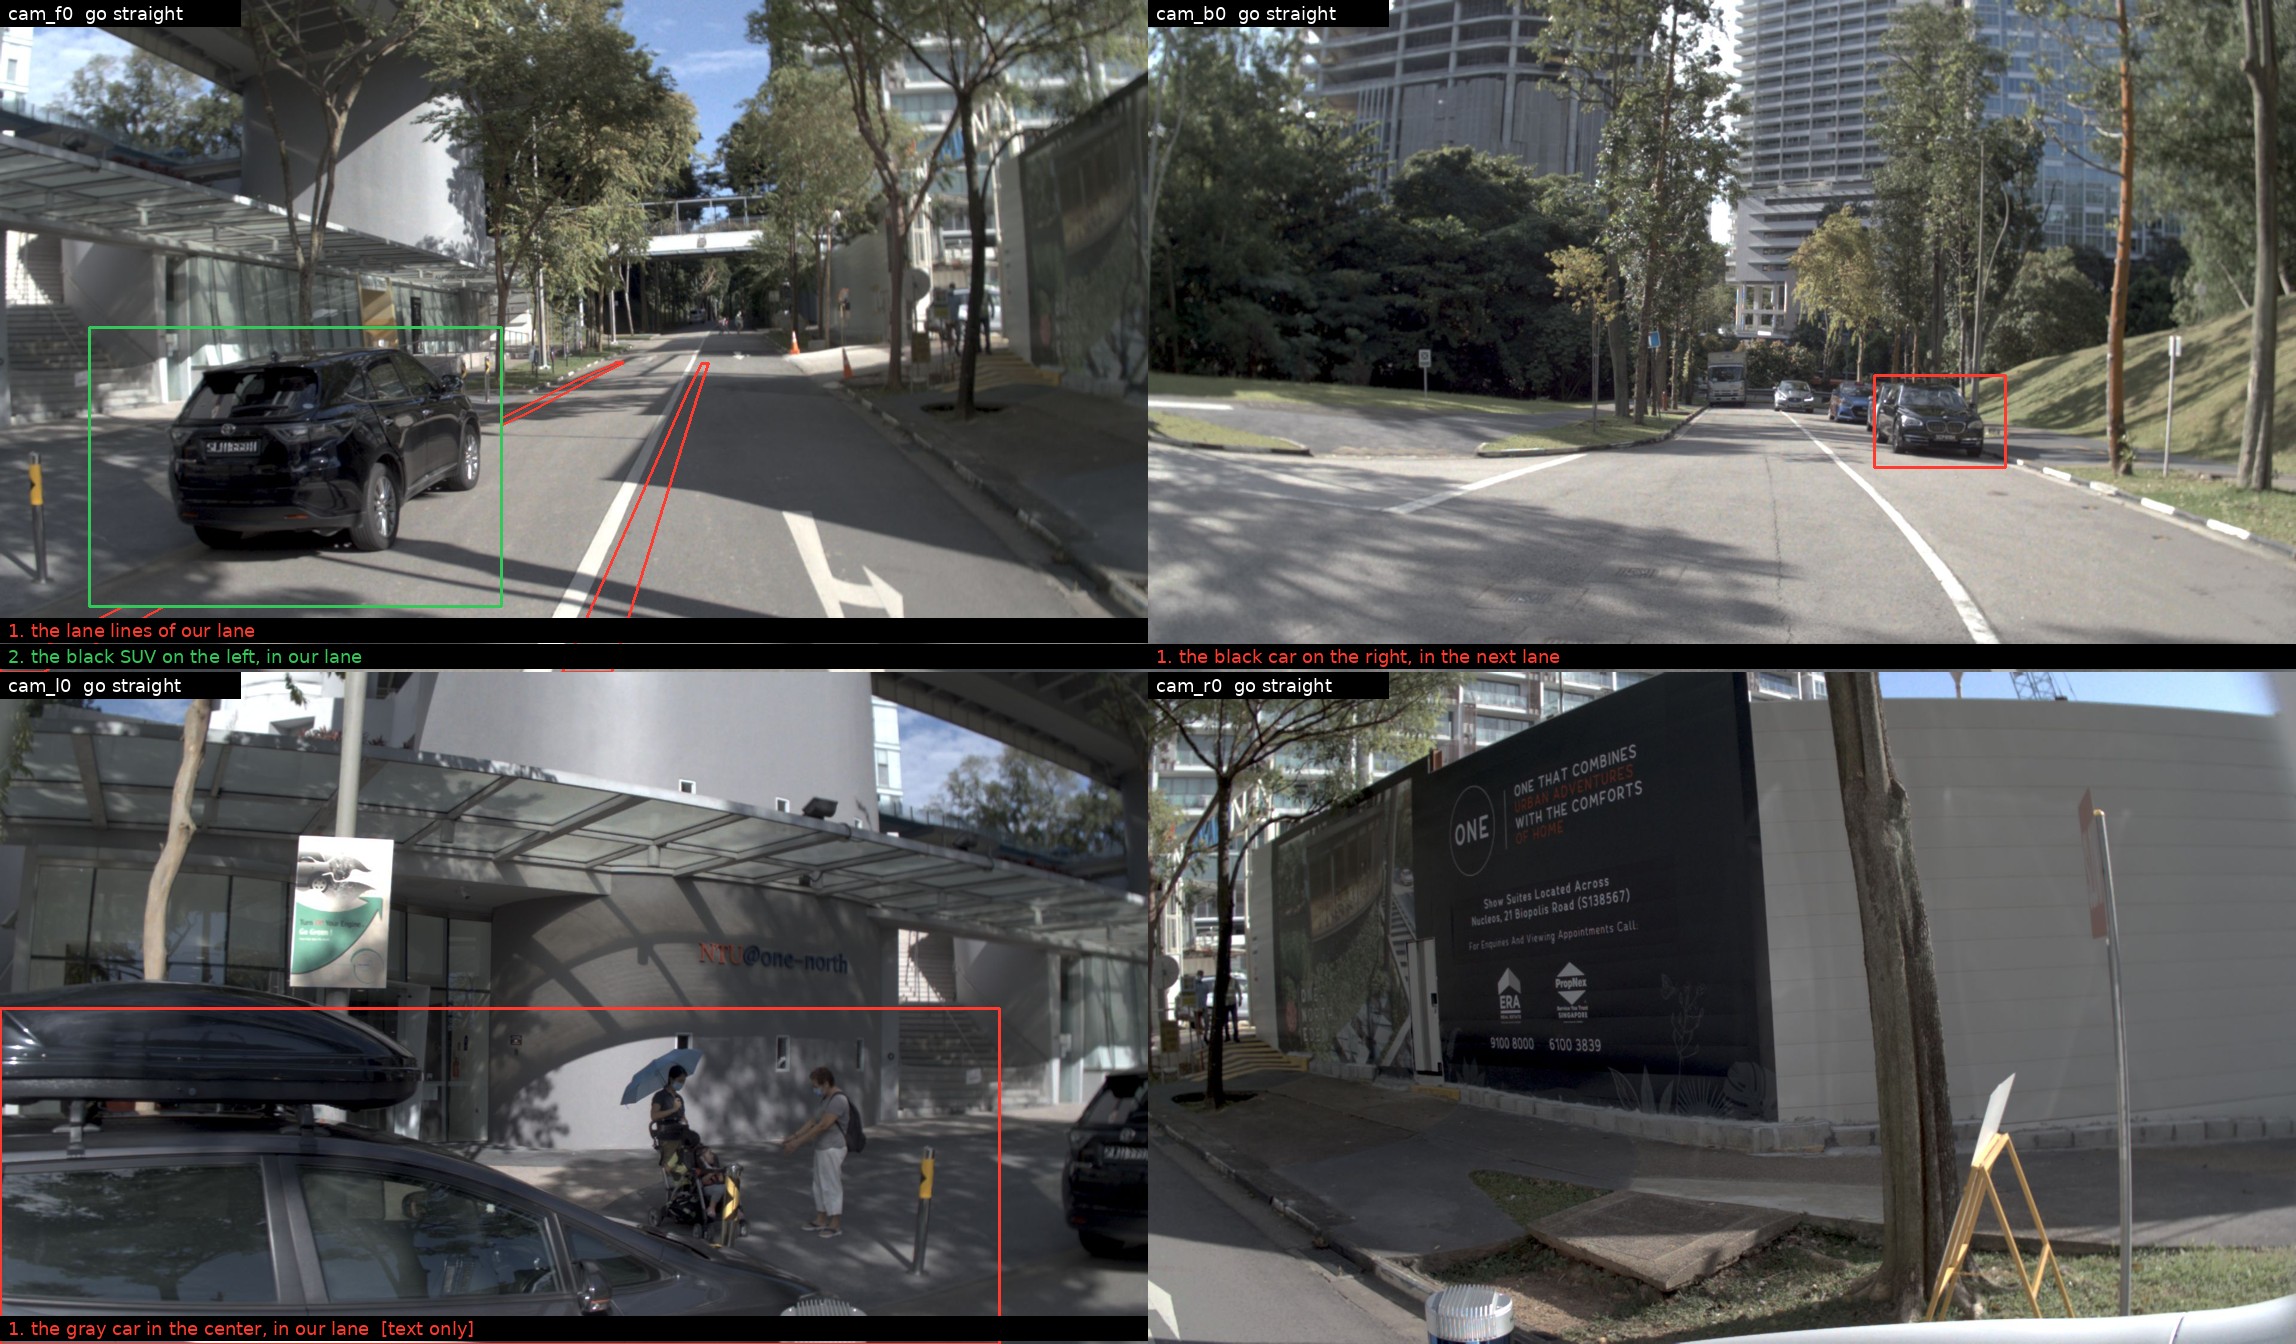 cam_f0 go straight
1. the lane lines of our lane
2. the black SUV on the left, in our lane
cam_b0 go straight
1. the black car on the right, in the next lane
cam_l0 go straight
Go Green !
NTU@one-north
1. the gray car in the center, in our lane [text only]
cam_r0 go straight
ONE
ONE THAT COMBINES
URBAN ADVENTURES
WITH THE COMFORTS
OF HOME
Show Suites Located Across
Nucleos, 21 Biopolis Road (S138567)
For Enquiries And Viewing Appointments Call:
ERA
PropNex
SINGAPORE
9100 8000 6100 3839